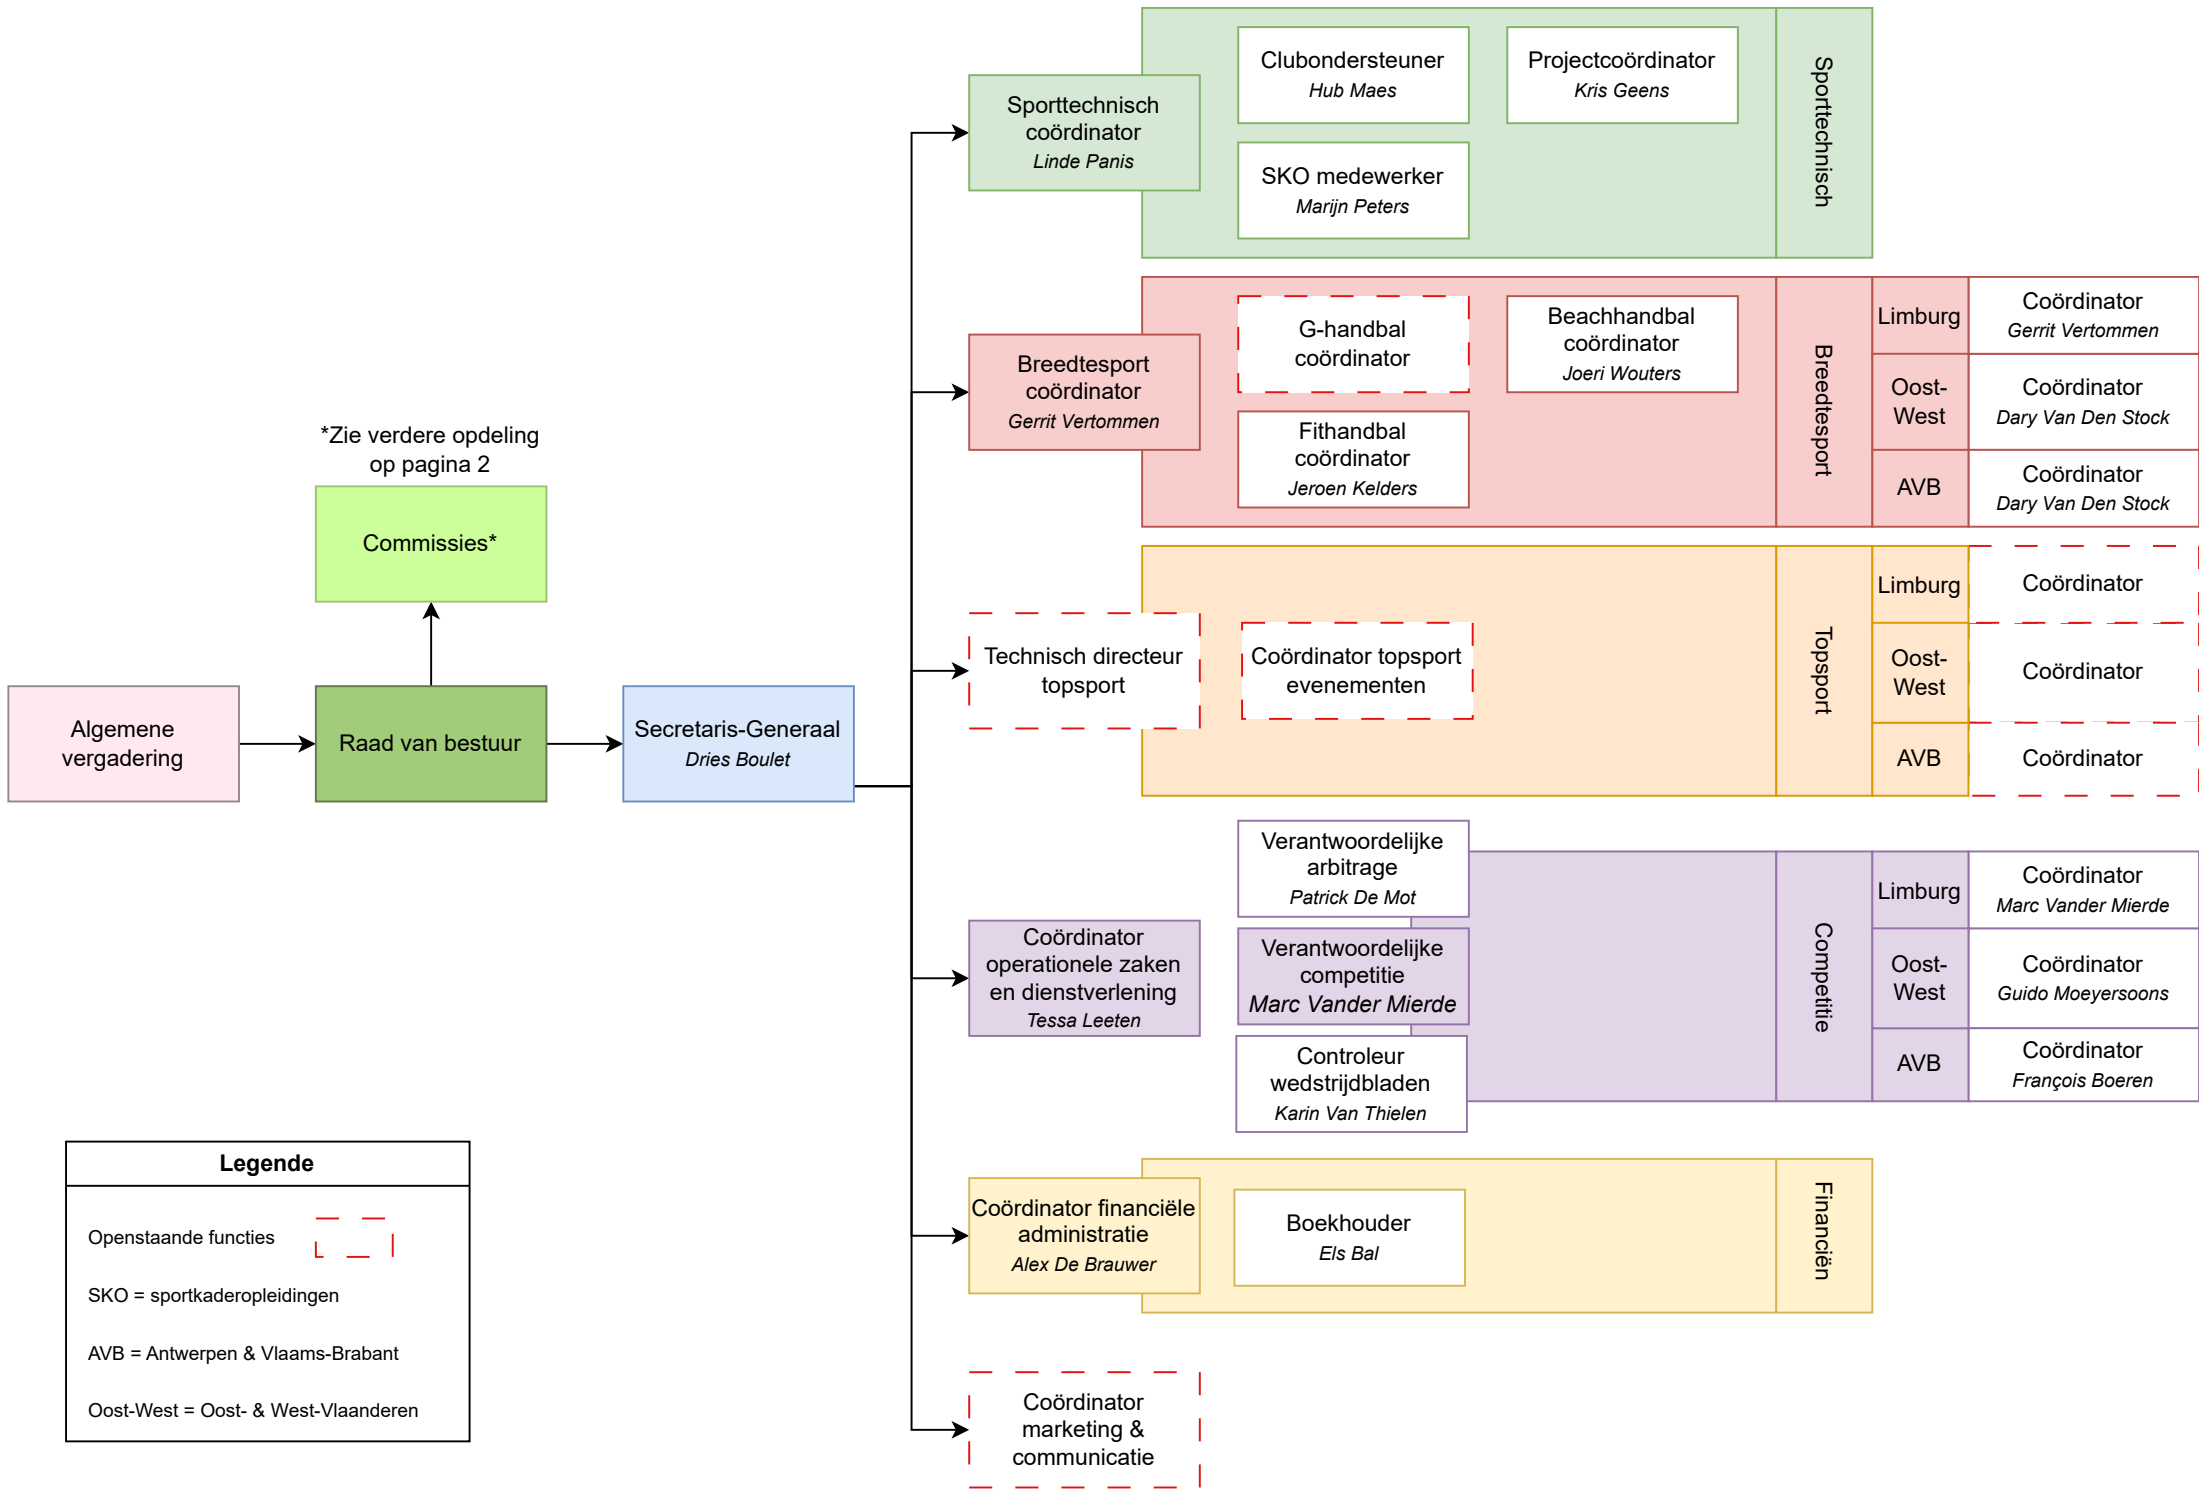 Clubondersteuner
Hub Maes
Projectcoördinator
Kris Geens
Sporttechnisch
coördinator
Linde Panis
SKO medewerker
Marijn Peters
Sporttechnisch
G-handbal
coördinator
Beachhandbal
coördinator
Joeri Wouters
Breedtesport
coördinator
Gerrit Vertommen
Fithandbal
coördinator
Jeroen Kelders
Breedtesport
Limburg
Coördinator
Gerrit Vertommen
Oost-
West
Coördinator
Dary Van Den Stock
AVB
Coördinator
Dary Van Den Stock
*Zie verdere opdeling
op pagina 2
Commissies*
Algemene
vergadering
Raad van bestuur
Secretaris-Generaal
Dries Boulet
Technisch directeur
topsport
Coördinator topsport
evenementen
Topsport
Limburg
Coördinator
Oost-
West
Coördinator
AVB
Coördinator
Verantwoordelijke
arbitrage
Patrick De Mot
Coördinator
operationele zaken
en dienstverlening
Tessa Leeten
Verantwoordelijke
competitie
Marc Vander Mierde
Controleur
wedstrijdbladen
Karin Van Thielen
Competitie
Limburg
Coördinator
Marc Vander Mierde
Oost-
West
Coördinator
Guido Moeyersoons
AVB
Coördinator
François Boeren
Coördinator financiële
administratie
Alex De Brauwer
Boekhouder
Els Bal
Financiën
Coördinator
marketing &
communicatie
Legende
Openstaande functies
SKO = sportkaderopleidingen
AVB = Antwerpen & Vlaams-Brabant
Oost-West = Oost- & West-Vlaanderen